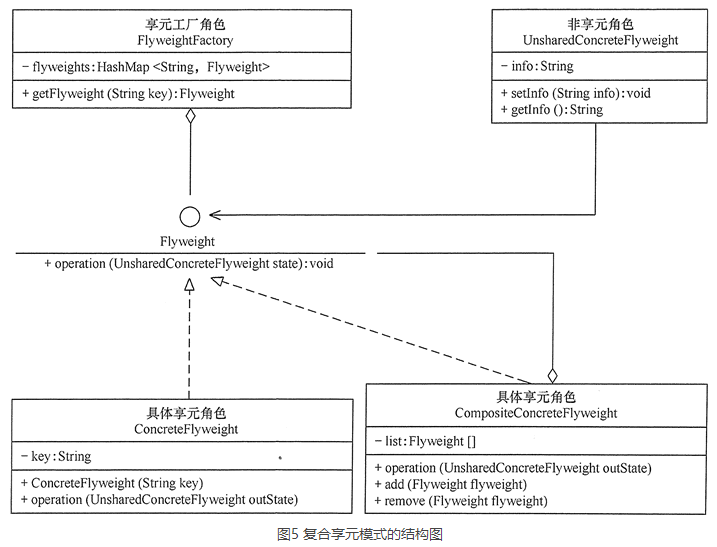 享元工厂角色
FlyweightFactory
- flyweights:HashMap <String, Flyweight>
+ getFlyweight (String key):Flyweight
非享元角色
UnsharedConcreteFlyweight
- info:String
+ setInfo (String info):void
+ getInfo ():String
Flyweight
+ operation (UnsharedConcreteFlyweight state):void
具体享元角色
ConcreteFlyweight
- key:String
+ ConcreteFlyweight (String key)
+ operation (UnsharedConcreteFlyweight outState)
具体享元角色
CompositeConcreteFlyweight
- list:Flyweight []
+ operation (UnsharedConcreteFlyweight outState)
+ add (Flyweight flyweight)
+ remove (Flyweight flyweight)
图5 复合享元模式的结构图